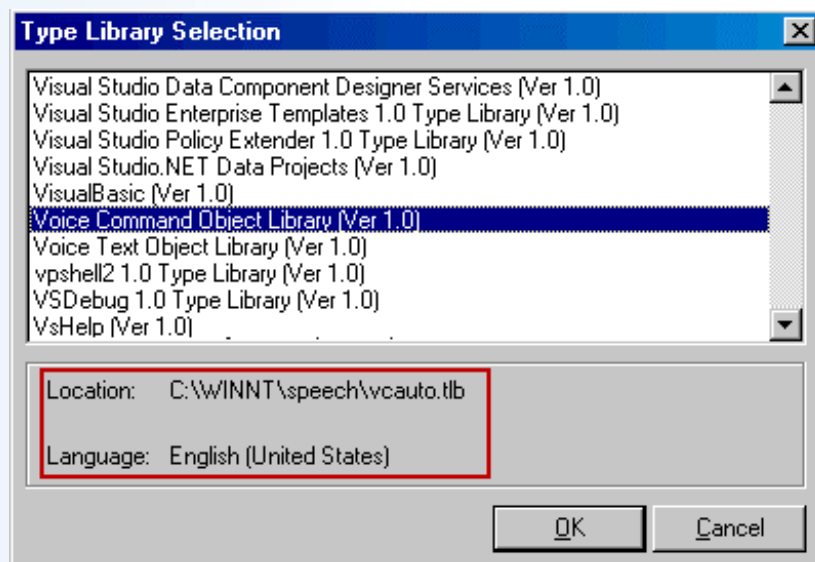 Type Library Selection
Visual Studio Data Component Designer Services (Ver 1.0)
Visual Studio Enterprise Templates 1.0 Type Library (Ver 1.0)
Visual Studio Policy Extender 1.0 Type Library (Ver 1.0)
Visual Studio.NET Data Projects (Ver 1.0)
VisualBasic (Ver 1.0)
Voice Command Object Library (Ver 1.0)
Voice Text Object Library (Ver 1.0)
vpshell2 1.0 Type Library (Ver 1.0)
VSDebug 1.0 Type Library (Ver 1.0)
VsHelp (Ver 1.0)
Location: C:\WINNT\speech\vcauto.tlb
Language: English (United States)
OK Cancel